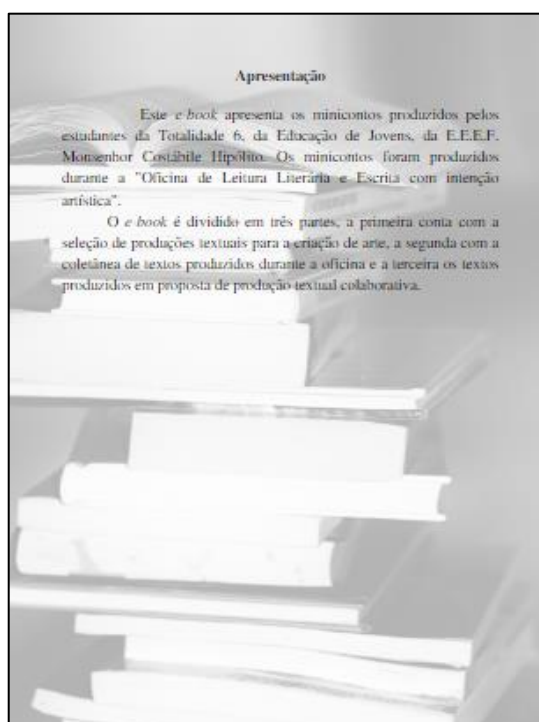 Apresentação
Este e-book apresenta os minicontos produzidos pelos
estudantes da Totalidade 6, da Educação de Jovens, da E.E.E.F.
Monsenhor Costábile Hipólito. Os minicontos foram produzidos
durante a "Oficina de Leitura Literária e Escrita com intenção
artística".
O e-book é dividido em três partes, a primeira conta com a
seleção de produções textuais para a criação de arte, a segunda com a
coletânea de textos produzidos durante a oficina e a terceira os textos
produzidos em proposta de produção textual colaborativa.